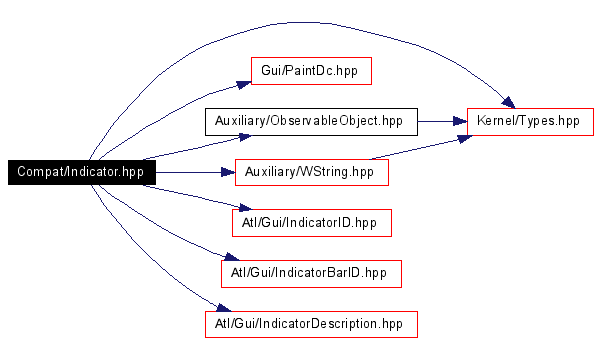 Gui/PaintDc.hpp
Auxiliary/ObservableObject.hpp
Kernel/Types.hpp
Compat/Indicator.hpp
Auxiliary/WString.hpp
Atl/Gui/IndicatorID.hpp
Atl/Gui/IndicatorBarID.hpp
Atl/Gui/IndicatorDescription.hpp